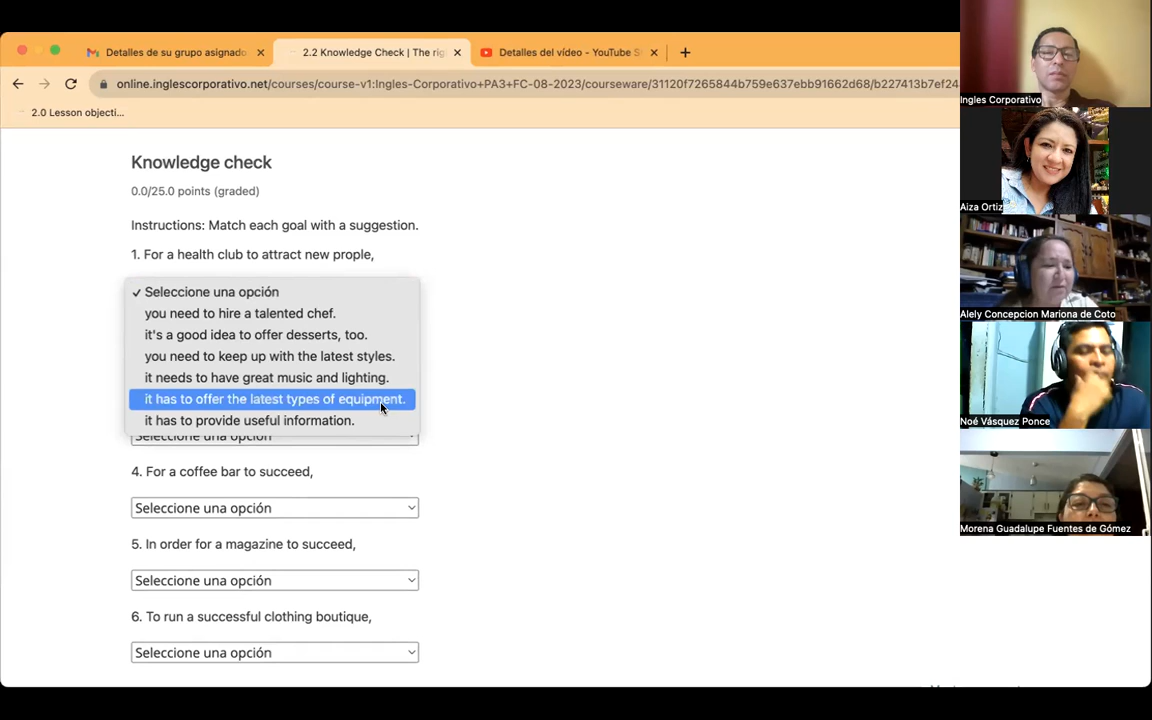 Detalles de su grupo asignado
2.2 Knowledge Check | The rig
Detalles del vídeo - YouTube S
online.inglescorporativo.net/courses/course-v1:Ingles-Corporativo+PA3+FC-08-2023/courseware/31120f7265844b759e637ebb91662d68/b227413b7ef24
2.0 Lesson objecti...
Knowledge check
0.0/25.0 points (graded)
Instructions: Match each goal with a suggestion.
1. For a health club to attract new prople,
✓ Seleccione una opción
you need to hire a talented chef.
it's a good idea to offer desserts, too.
you need to keep up with the latest styles.
it needs to have great music and lighting.
it has to offer the latest types of equipment.
it has to provide useful information.
Seleccione una opción
4. For a coffee bar to succeed,
Seleccione una opción
5. In order for a magazine to succeed,
Seleccione una opción
6. To run a successful clothing boutique,
Seleccione una opción
Ingles Corporativo
Aiza Ortiz
Alely Concepcion Mariona de Coto
Noé Vásquez Ponce
Morena Guadalupe Fuentes de Gómez